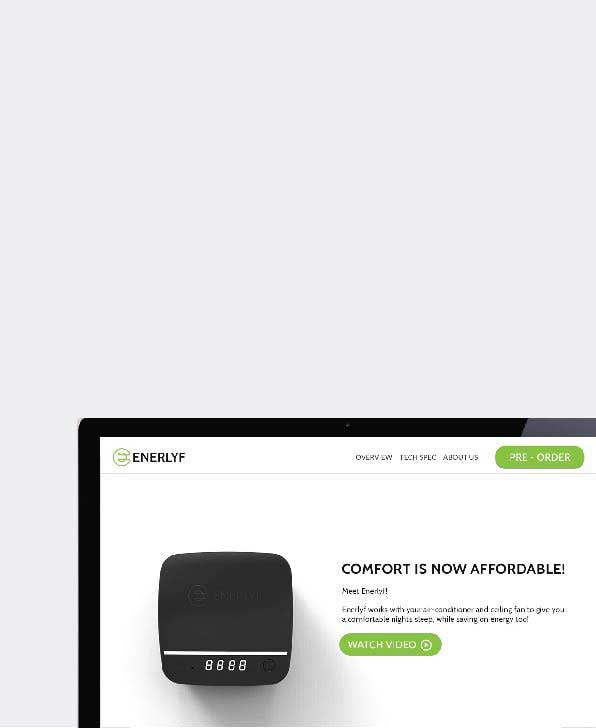 ENERLYF
OVERVIEW TECH SPEC ABOUT US PRE - ORDER
COMFORT IS NOW AFFORDABLE!
Meet Enerlyf!
Enerlyf works with your air-conditioner and ceiling fan to give you
a comfortable nights sleep, while saving on energy too!
WATCH VIDEO
ENERLYF
8888